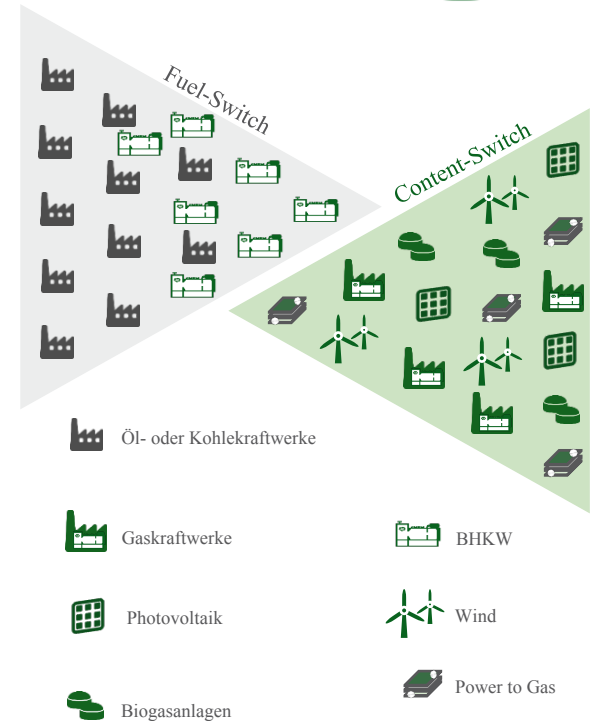 Fuel-Switch
Content-Switch
Öl- oder Kohlekraftwerke
Gaskraftwerke
BHKW
Photovoltaik
Wind
Biogasanlagen
Power to Gas